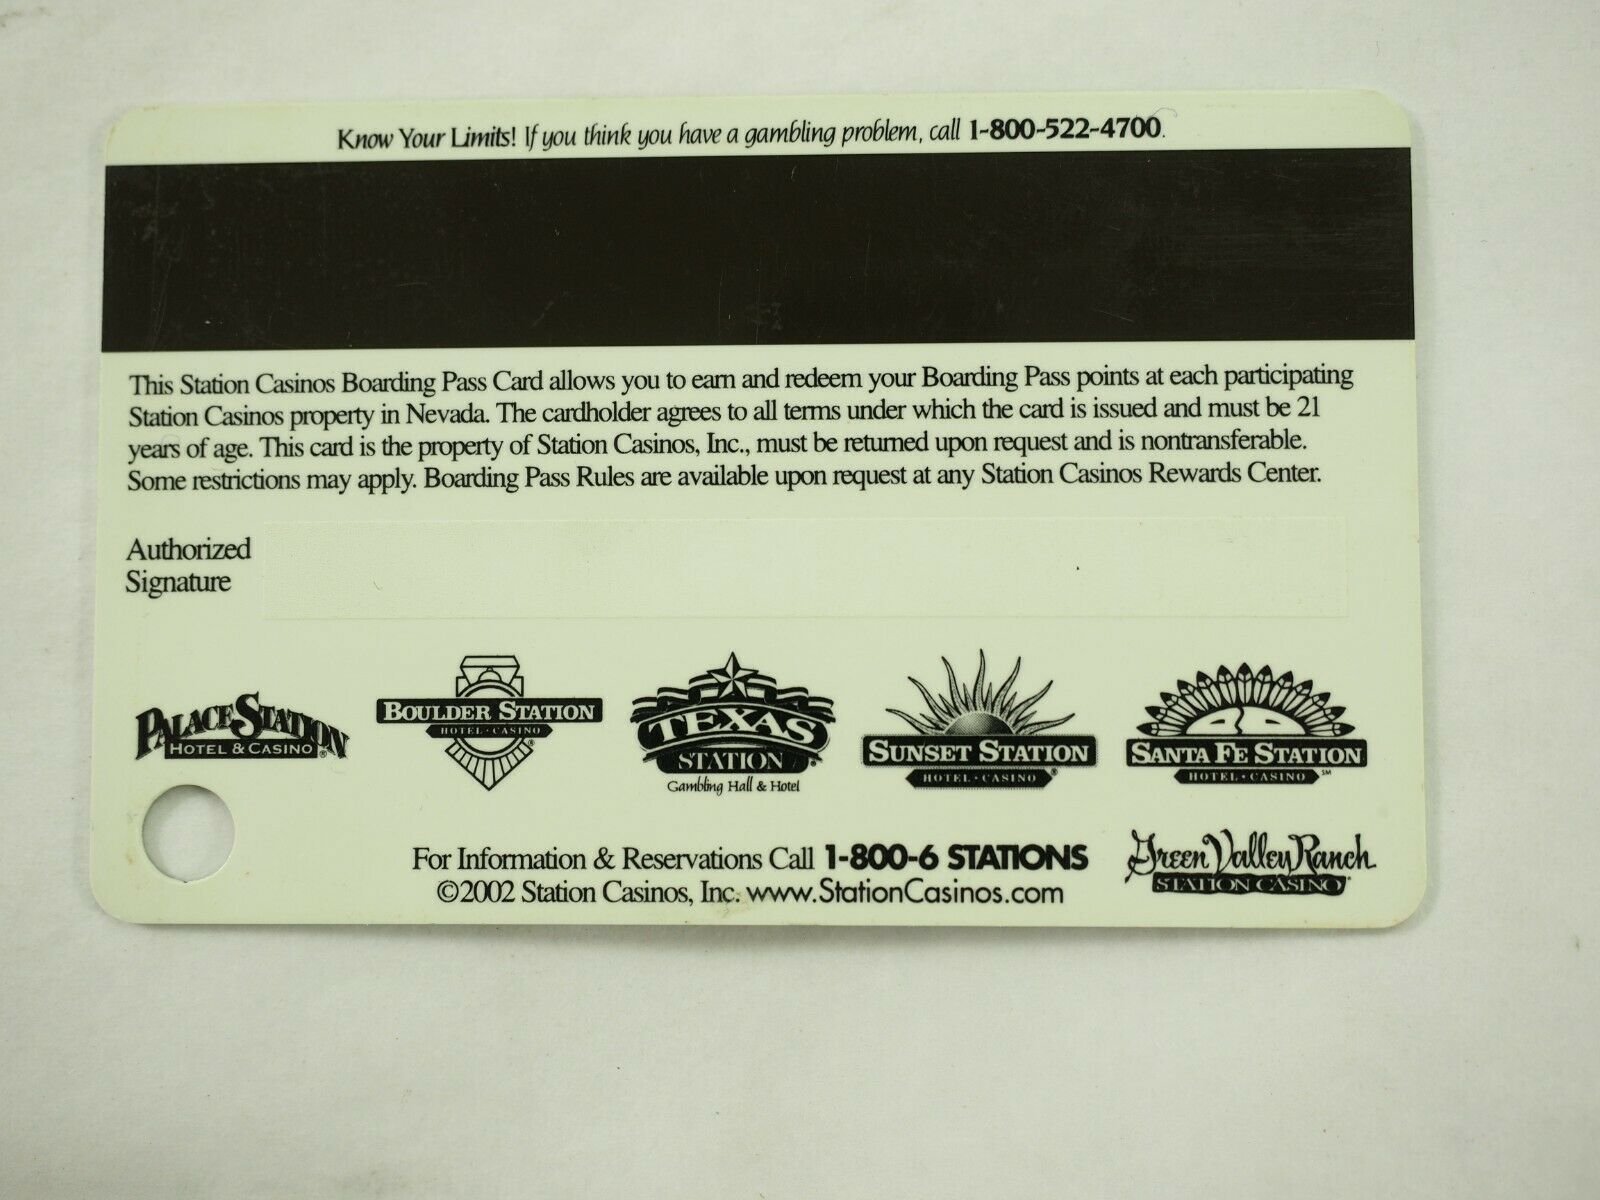 Know Your Limits! If you think you have a gambling problem, call 1-800-522-4700.
This Station Casinos Boarding Pass Card allows you to earn and redeem your Boarding Pass points at each participating
Station Casinos property in Nevada. The cardholder agrees to all terms under which the card is issued and must be 21
years of age. This card is the property of Station Casinos, Inc., must be returned upon request and is nontransferable.
Some restrictions may apply. Boarding Pass Rules are available upon request at any Station Casinos Rewards Center.
Authorized
Signature
PALACE STATION
HOTEL & CASINO ®
BOULDER STATION
HOTEL · CASINO ®
TEXAS
STATION ®
Gambling Hall & Hotel
SUNSET STATION
HOTEL · CASINO ®
SANTA FE STATION
HOTEL · CASINO SM
For Information & Reservations Call 1-800-6 STATIONS
©2002 Station Casinos, Inc. www.StationCasinos.com
Green Valley Ranch
STATION CASINO